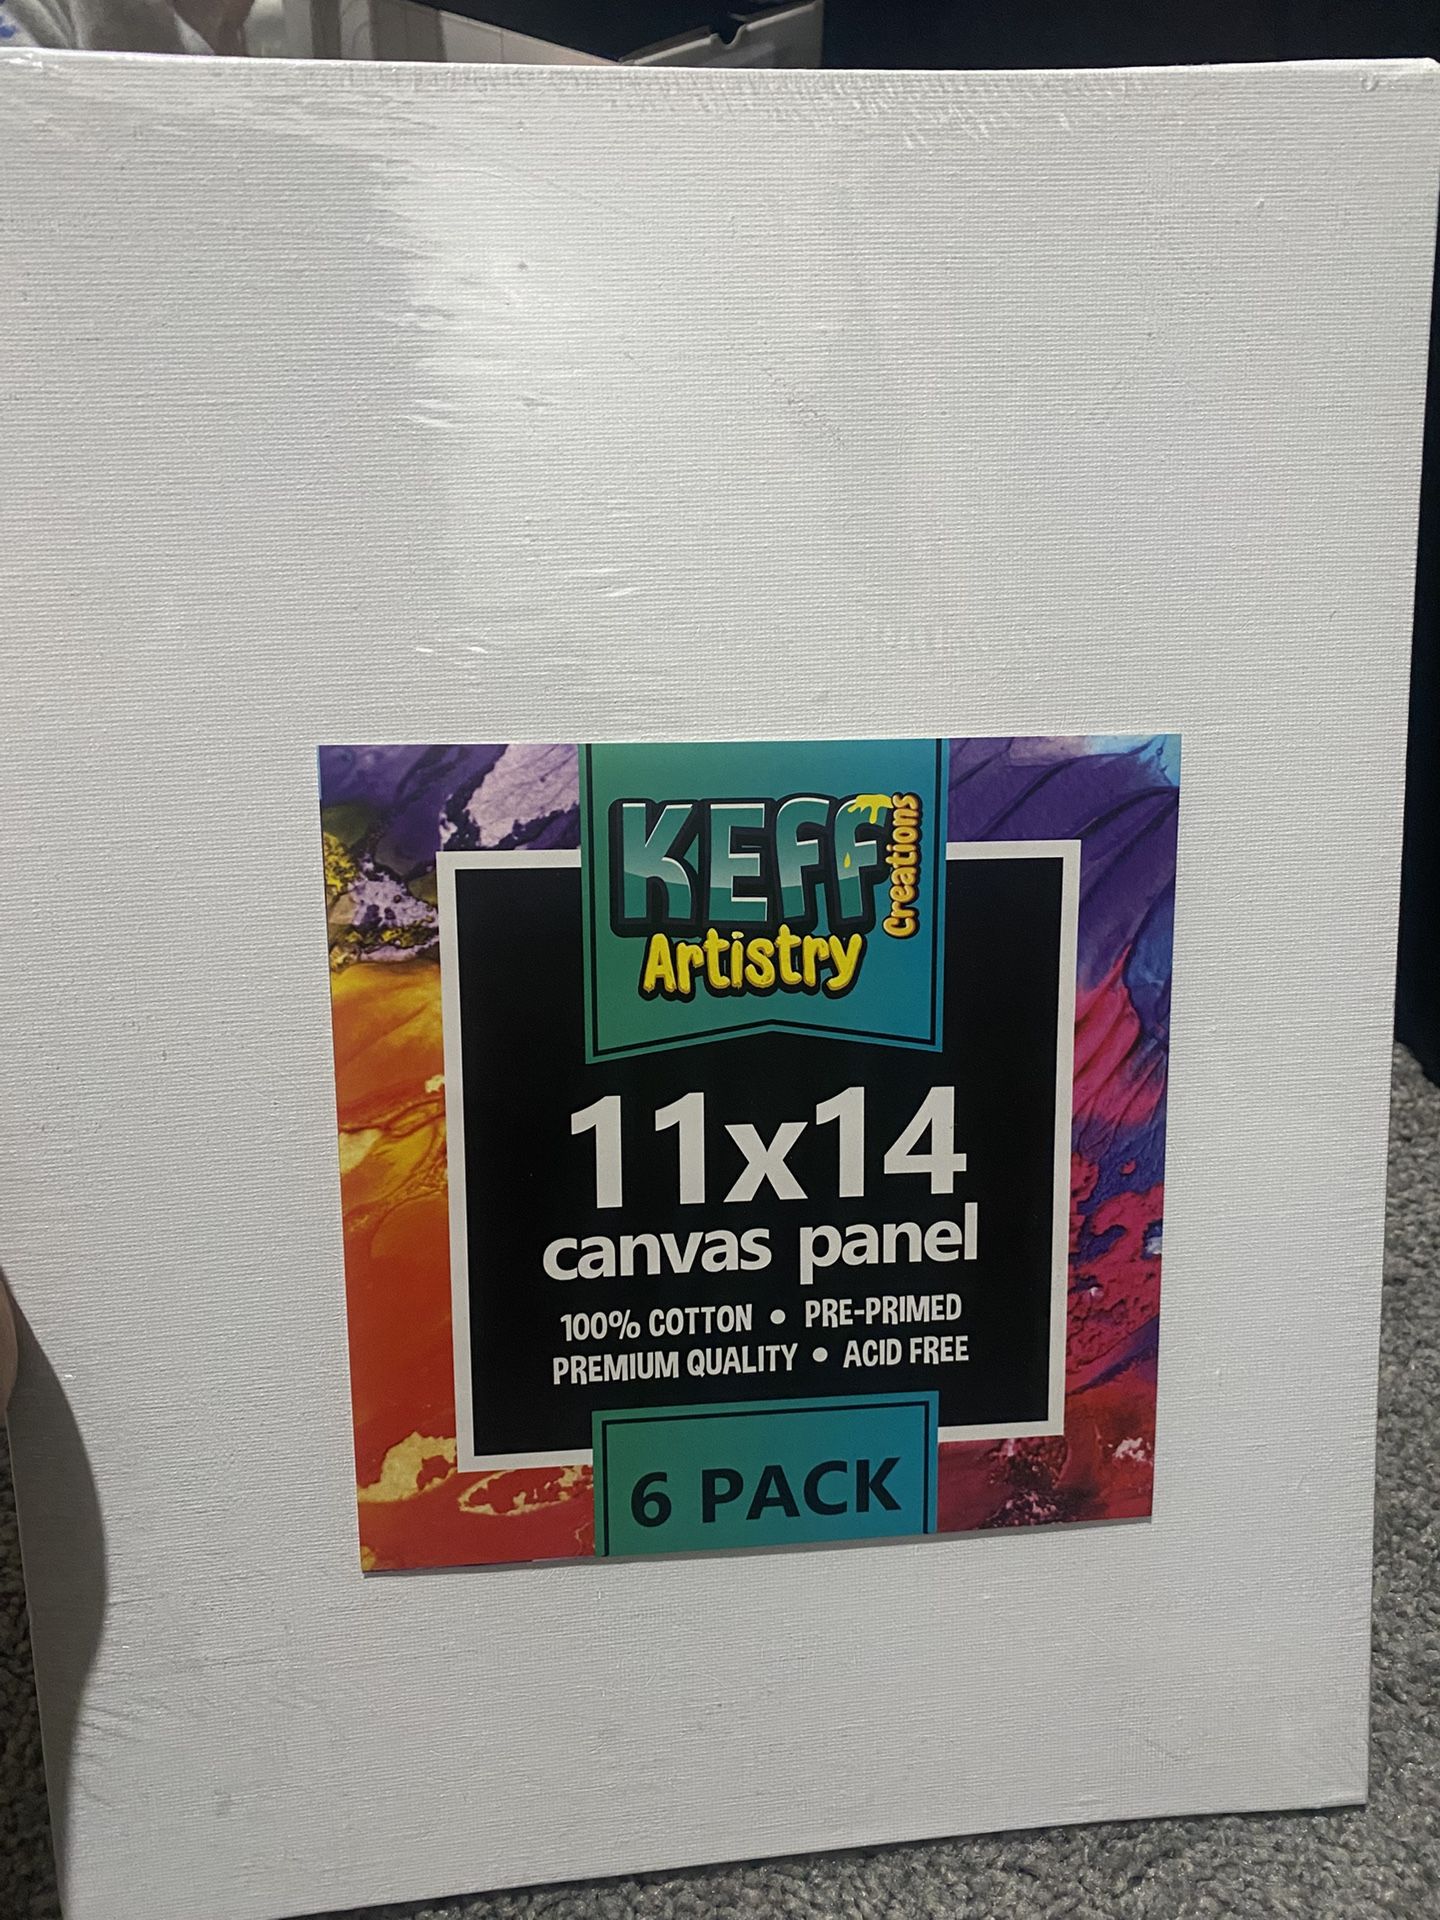 KEFF
Creations
Artistry
11x14
canvas panel
100% COTTON • PRE-PRIMED
PREMIUM QUALITY • ACID FREE
6 PACK